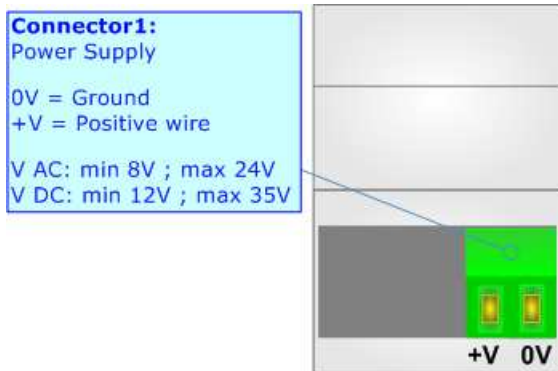 Connector1:
Power Supply
0V = Ground
+V = Positive wire
V AC: min 8V ; max 24V
V DC: min 12V ; max 35V
+V 0V